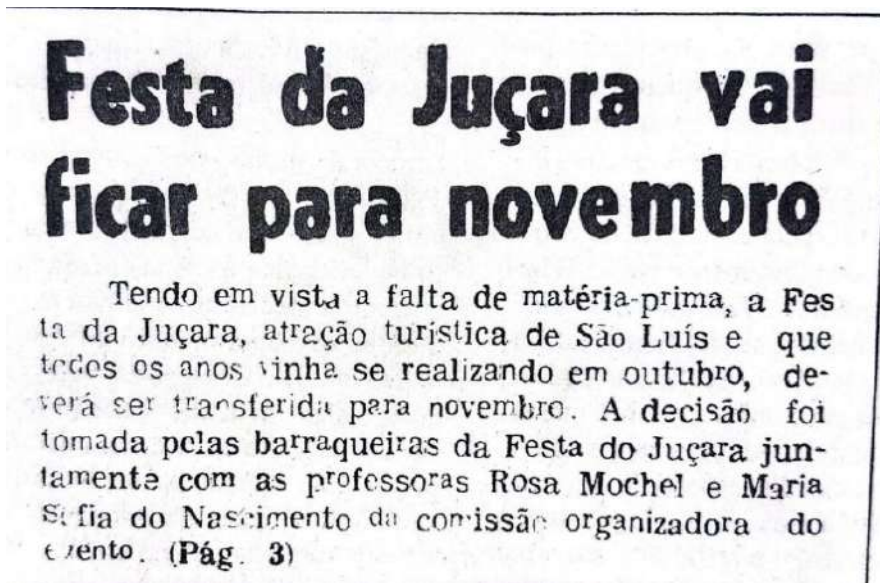 Festa da Juçara vai
ficar para novembro
Tendo em vista a falta de matéria-prima, a Fes
ta da Juçara, atração turistica de São Luís e que
todos os anos vinha se realizando em outubro, de-
verá ser transferida para novembro. A decisão foi
tomada pelas barraqueiras da Festa do Juçara jun-
tamente com as professoras Rosa Mochel e Maria
Sofia do Nascimento da comissão organizadora do
evento (Pág. 3)